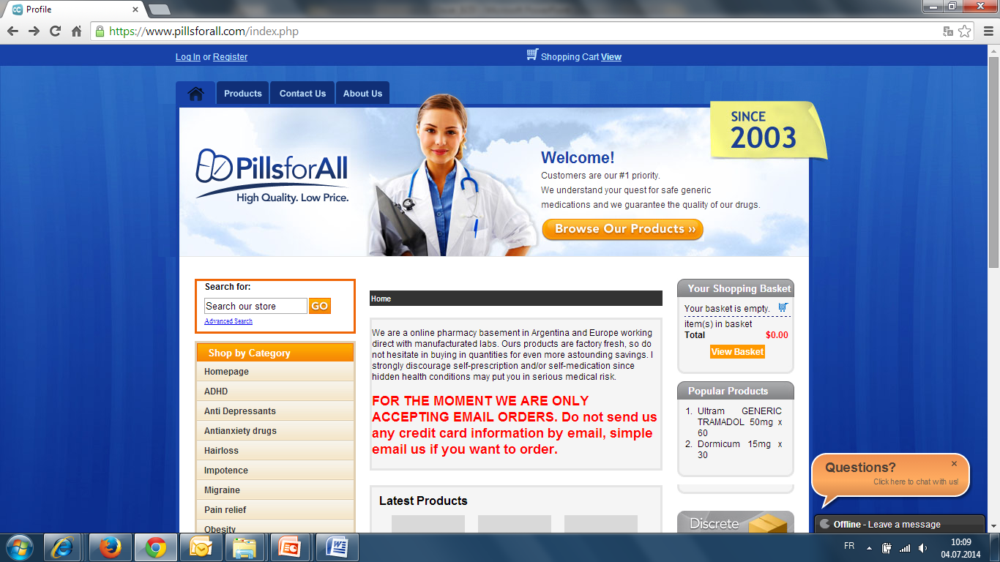 Profile
https://www.pillsforall.com/index.php
Log In or Register
Shopping Cart View
Products
Contact Us
About Us
SINCE
2003
PillsforAll
High Quality. Low Price.
Welcome!
Customers are our #1 priority.
We understand your quest for safe generic
medications and we guarantee the quality of our drugs.
Browse Our Products ››
Search for:
Search our store
GO
Advanced Search
Shop by Category
Homepage
ADHD
Anti Depressants
Antianxiety drugs
Hairloss
Impotence
Migraine
Pain relief
Obesity
Home
We are a online pharmacy basement in Argentina and Europe working
direct with manufacturated labs. Ours products are factory fresh, so do
not hesitate in buying in quantities for even more astounding savings. I
strongly discourage self-prescription and/or self-medication since
hidden health conditions may put you in serious medical risk.
FOR THE MOMENT WE ARE ONLY
ACCEPTING EMAIL ORDERS. Do not send us
any credit card information by email, simple
email us if you want to order.
Latest Products
Your Shopping Basket
Your basket is empty.
item(s) in basket
Total $0.00
View Basket
Popular Products
1. Ultram GENERIC
TRAMADOL 50mg x
60
2. Dormicum 15mg x
30
Discrete
Questions?
Click here to chat with us!
Offline - Leave a message
FR
10:09
04.07.2014